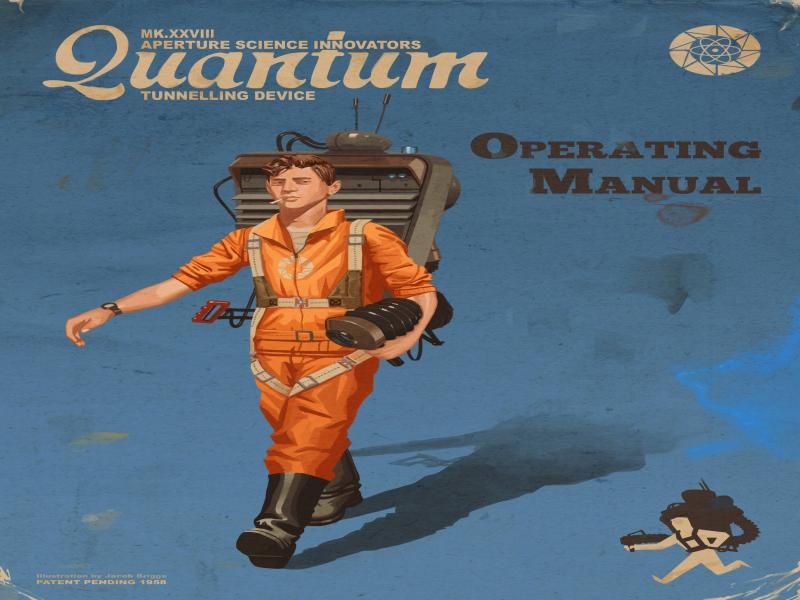 MK.XXVIII
APERTURE SCIENCE INNOVATORS
Quantum
TUNNELLING DEVICE
OPERATING
MANUAL
Illustration by Jacob Briggs
PATENT PENDING 1958